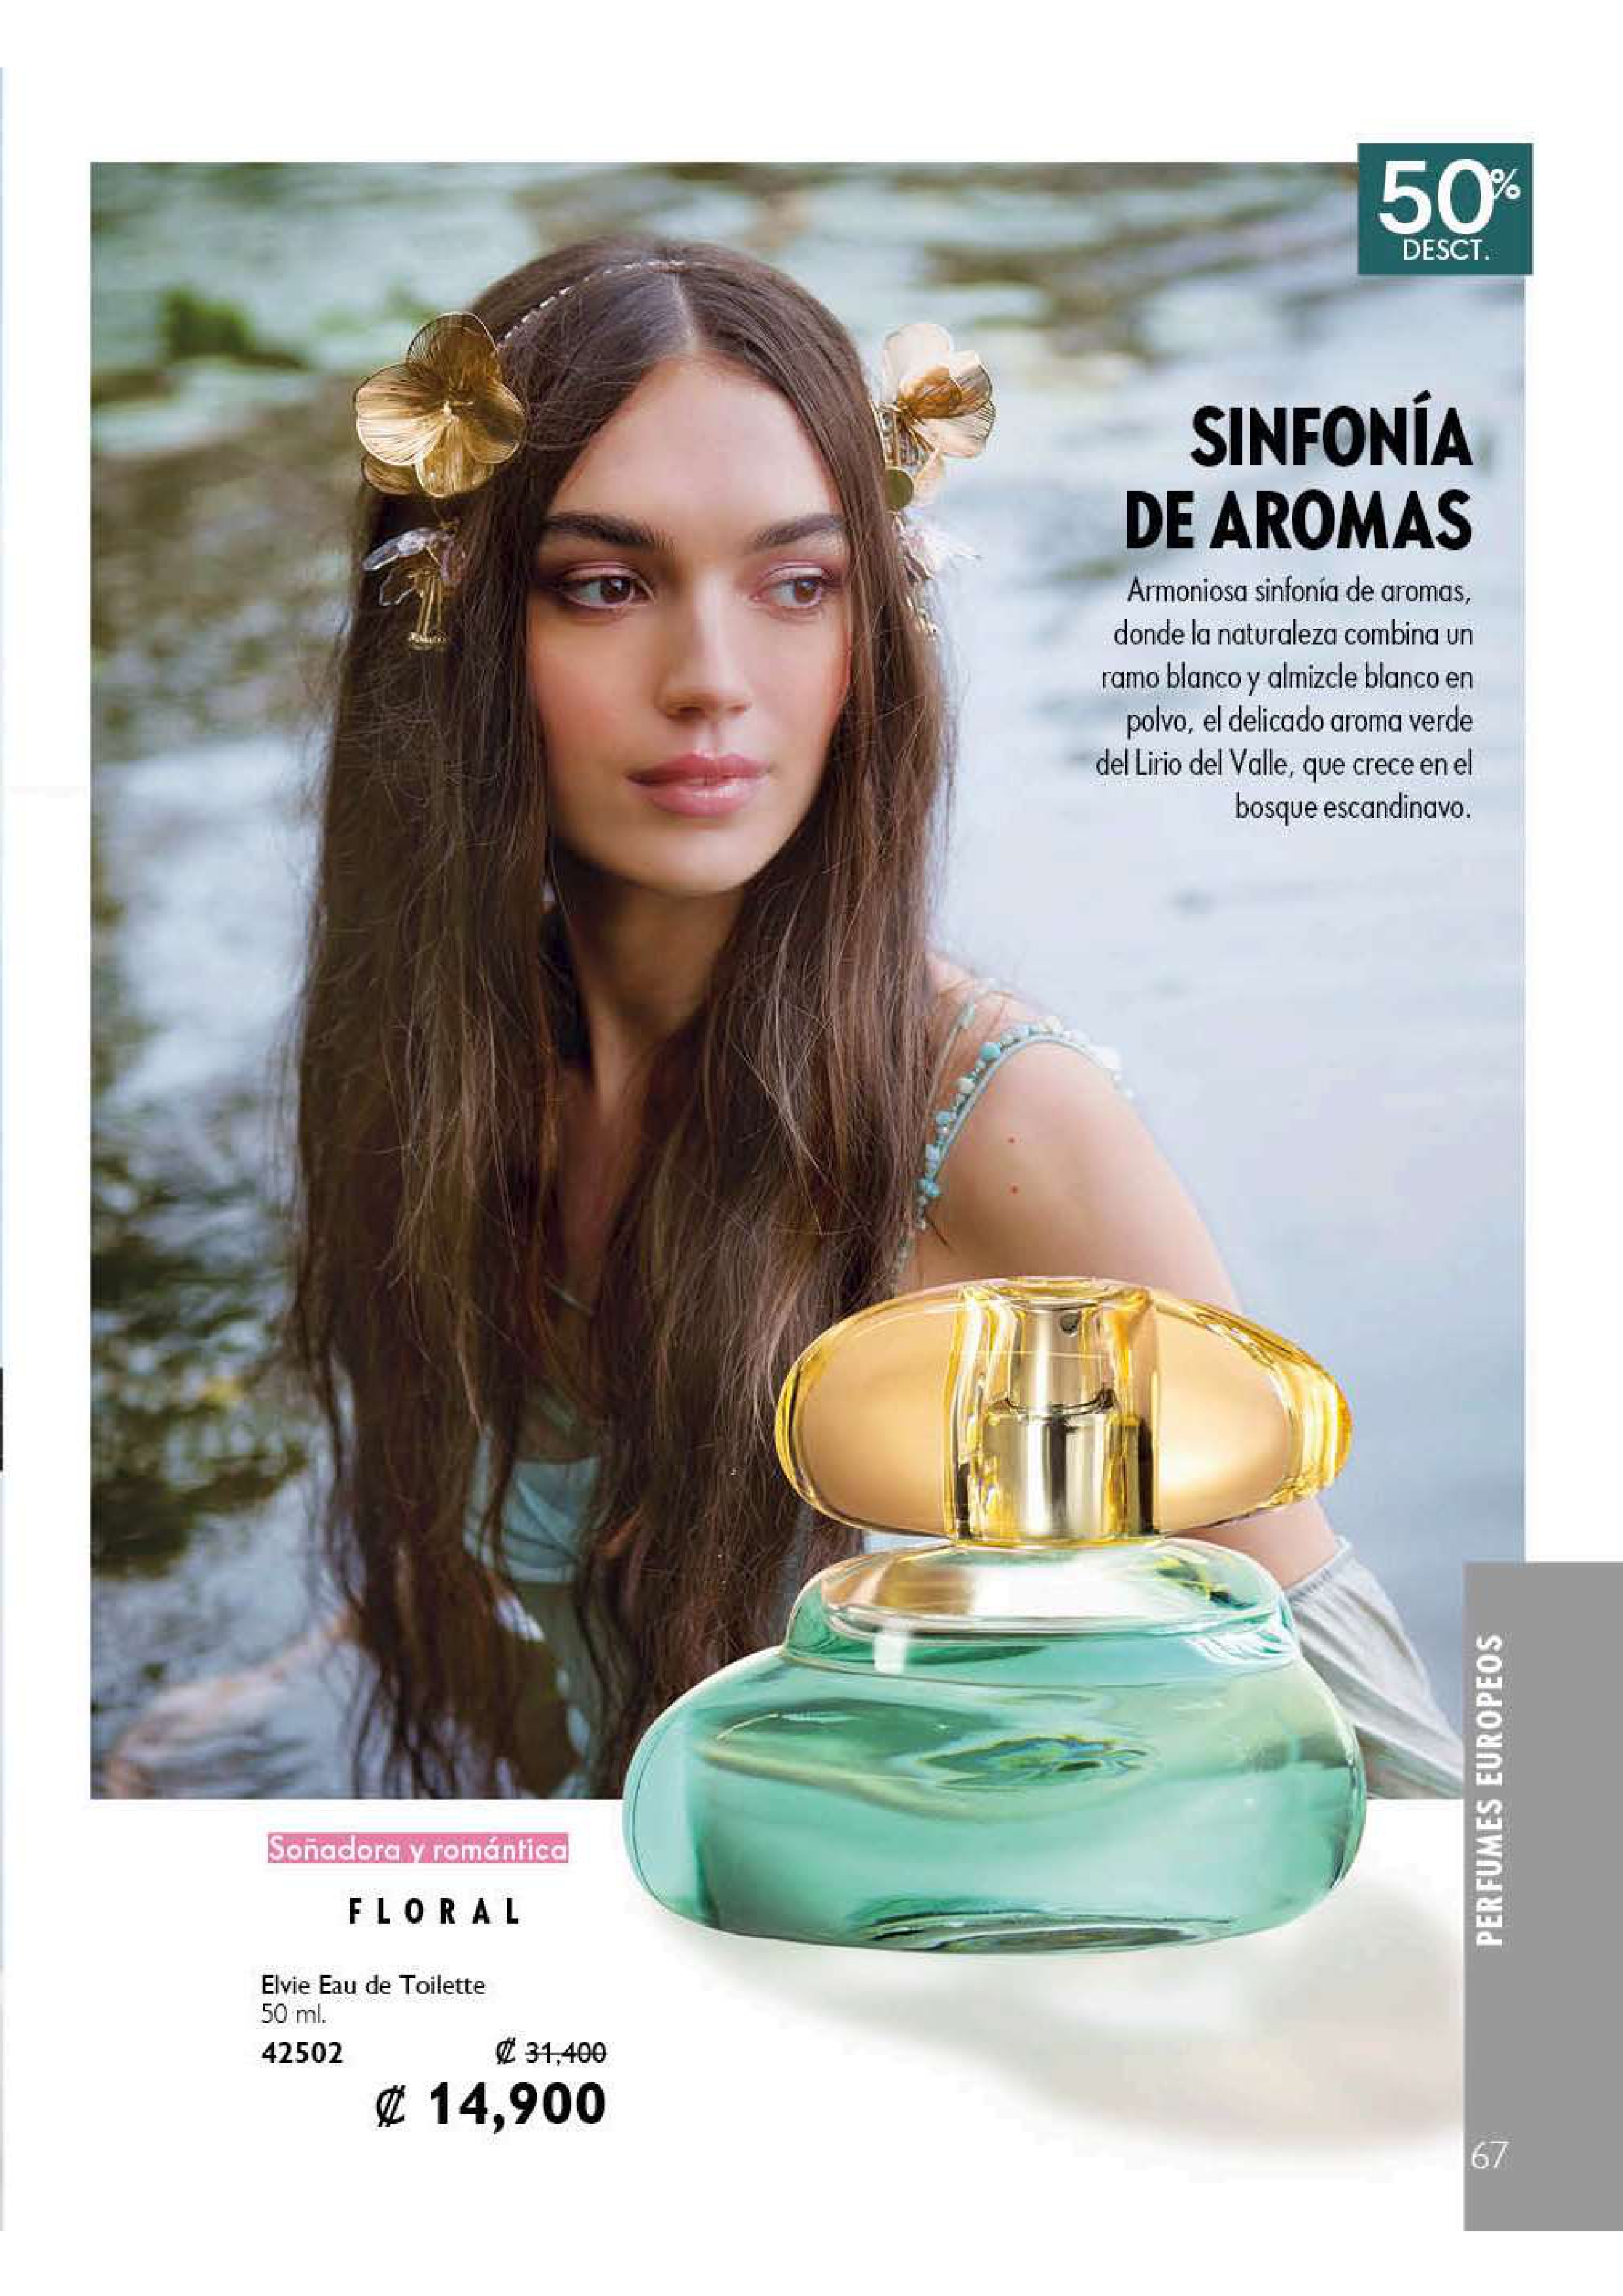 50%
DESCT.
SINFONÍA
DE AROMAS
Armoniosa sinfonía de aromas,
donde la naturaleza combina un
ramo blanco y almizcle blanco en
polvo, el delicado aroma verde
del Lirio del Valle, que crece en el
bosque escandinavo.
PERFUMES EUROPEOS
Soñadora y romántica
FLORAL
Elvie Eau de Toilette
50 ml.
42502 ₡ 31,400
₡ 14,900
67